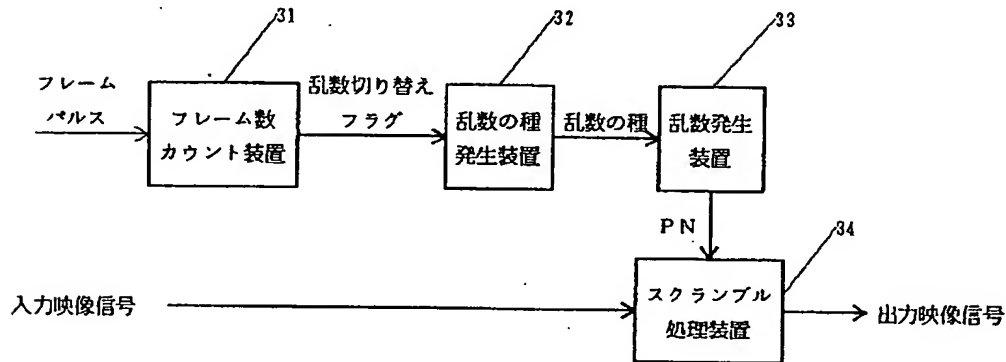 31
32
33
フレーム
パルス
フレーム数
カウント装置
乱数切り替え
フラグ
乱数の種
発生装置
乱数の種
乱数発生
装置
PN
34
入力映像信号
スクランブル
処理装置
出力映像信号